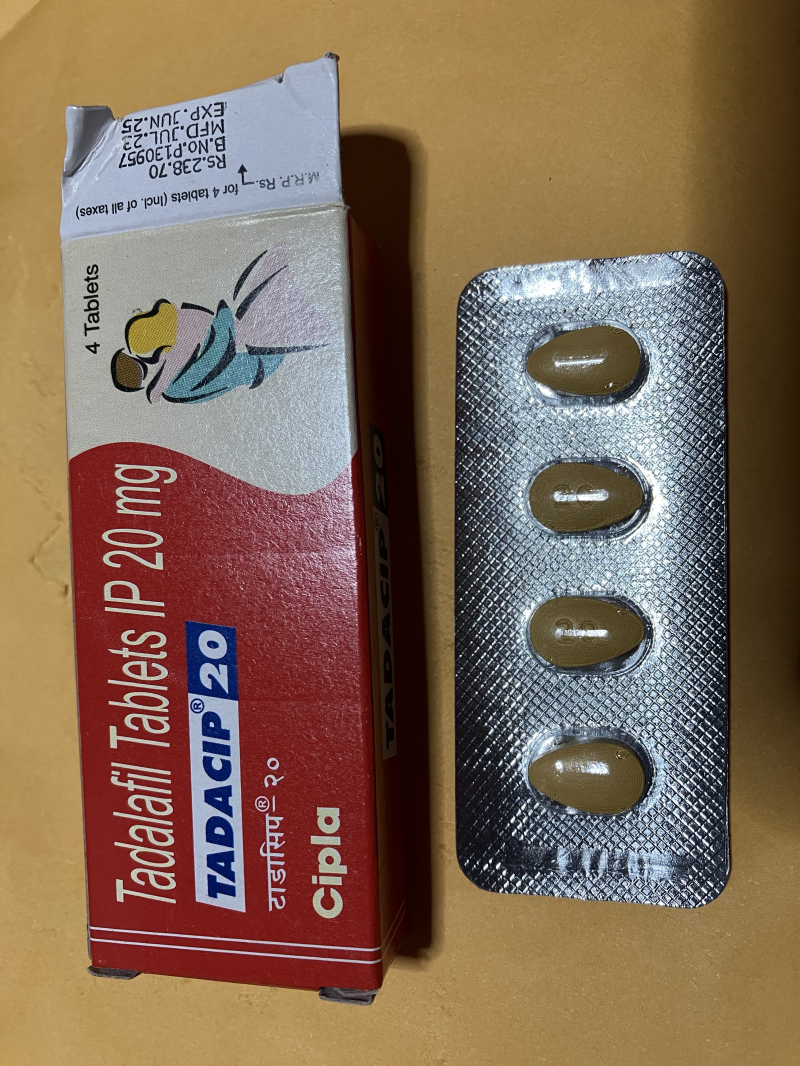 M.R.P. Rs.
for 4 tablets (Incl. of all taxes)
Rs.238.70
B.No.P130957
MFD.JUL.23
EXP.JUN.25
4 Tablets
Tadalafil Tablets IP 20 mg
TADACIP® 20
टाडासिप®-२०
Cipla
TADACIP® 20
20
20